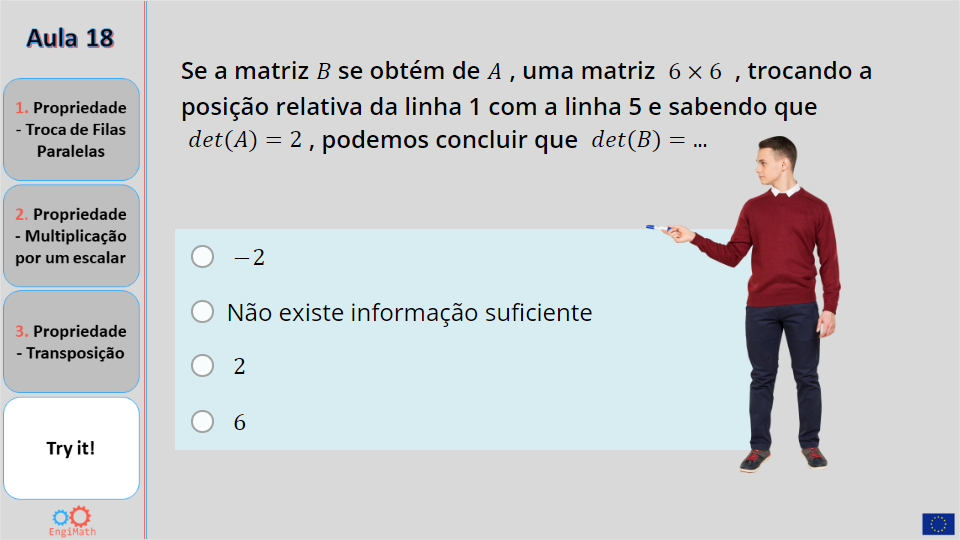 Aula 18
1. Propriedade
- Troca de Filas
Paralelas
2. Propriedade
- Multiplicação
por um escalar
3. Propriedade
- Transposição
Try it!
EngiMath
Se a matriz B se obtém de A , uma matriz 6 × 6 , trocando a
posição relativa da linha 1 com a linha 5 e sabendo que
det(A) = 2 , podemos concluir que det(B) = ...
−2
Não existe informação suficiente
2
6